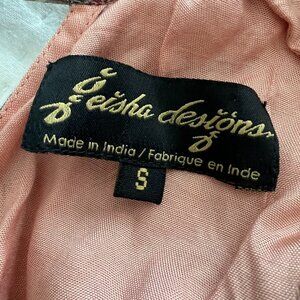 geisha designs
Made in India / Fabrique en Inde
S